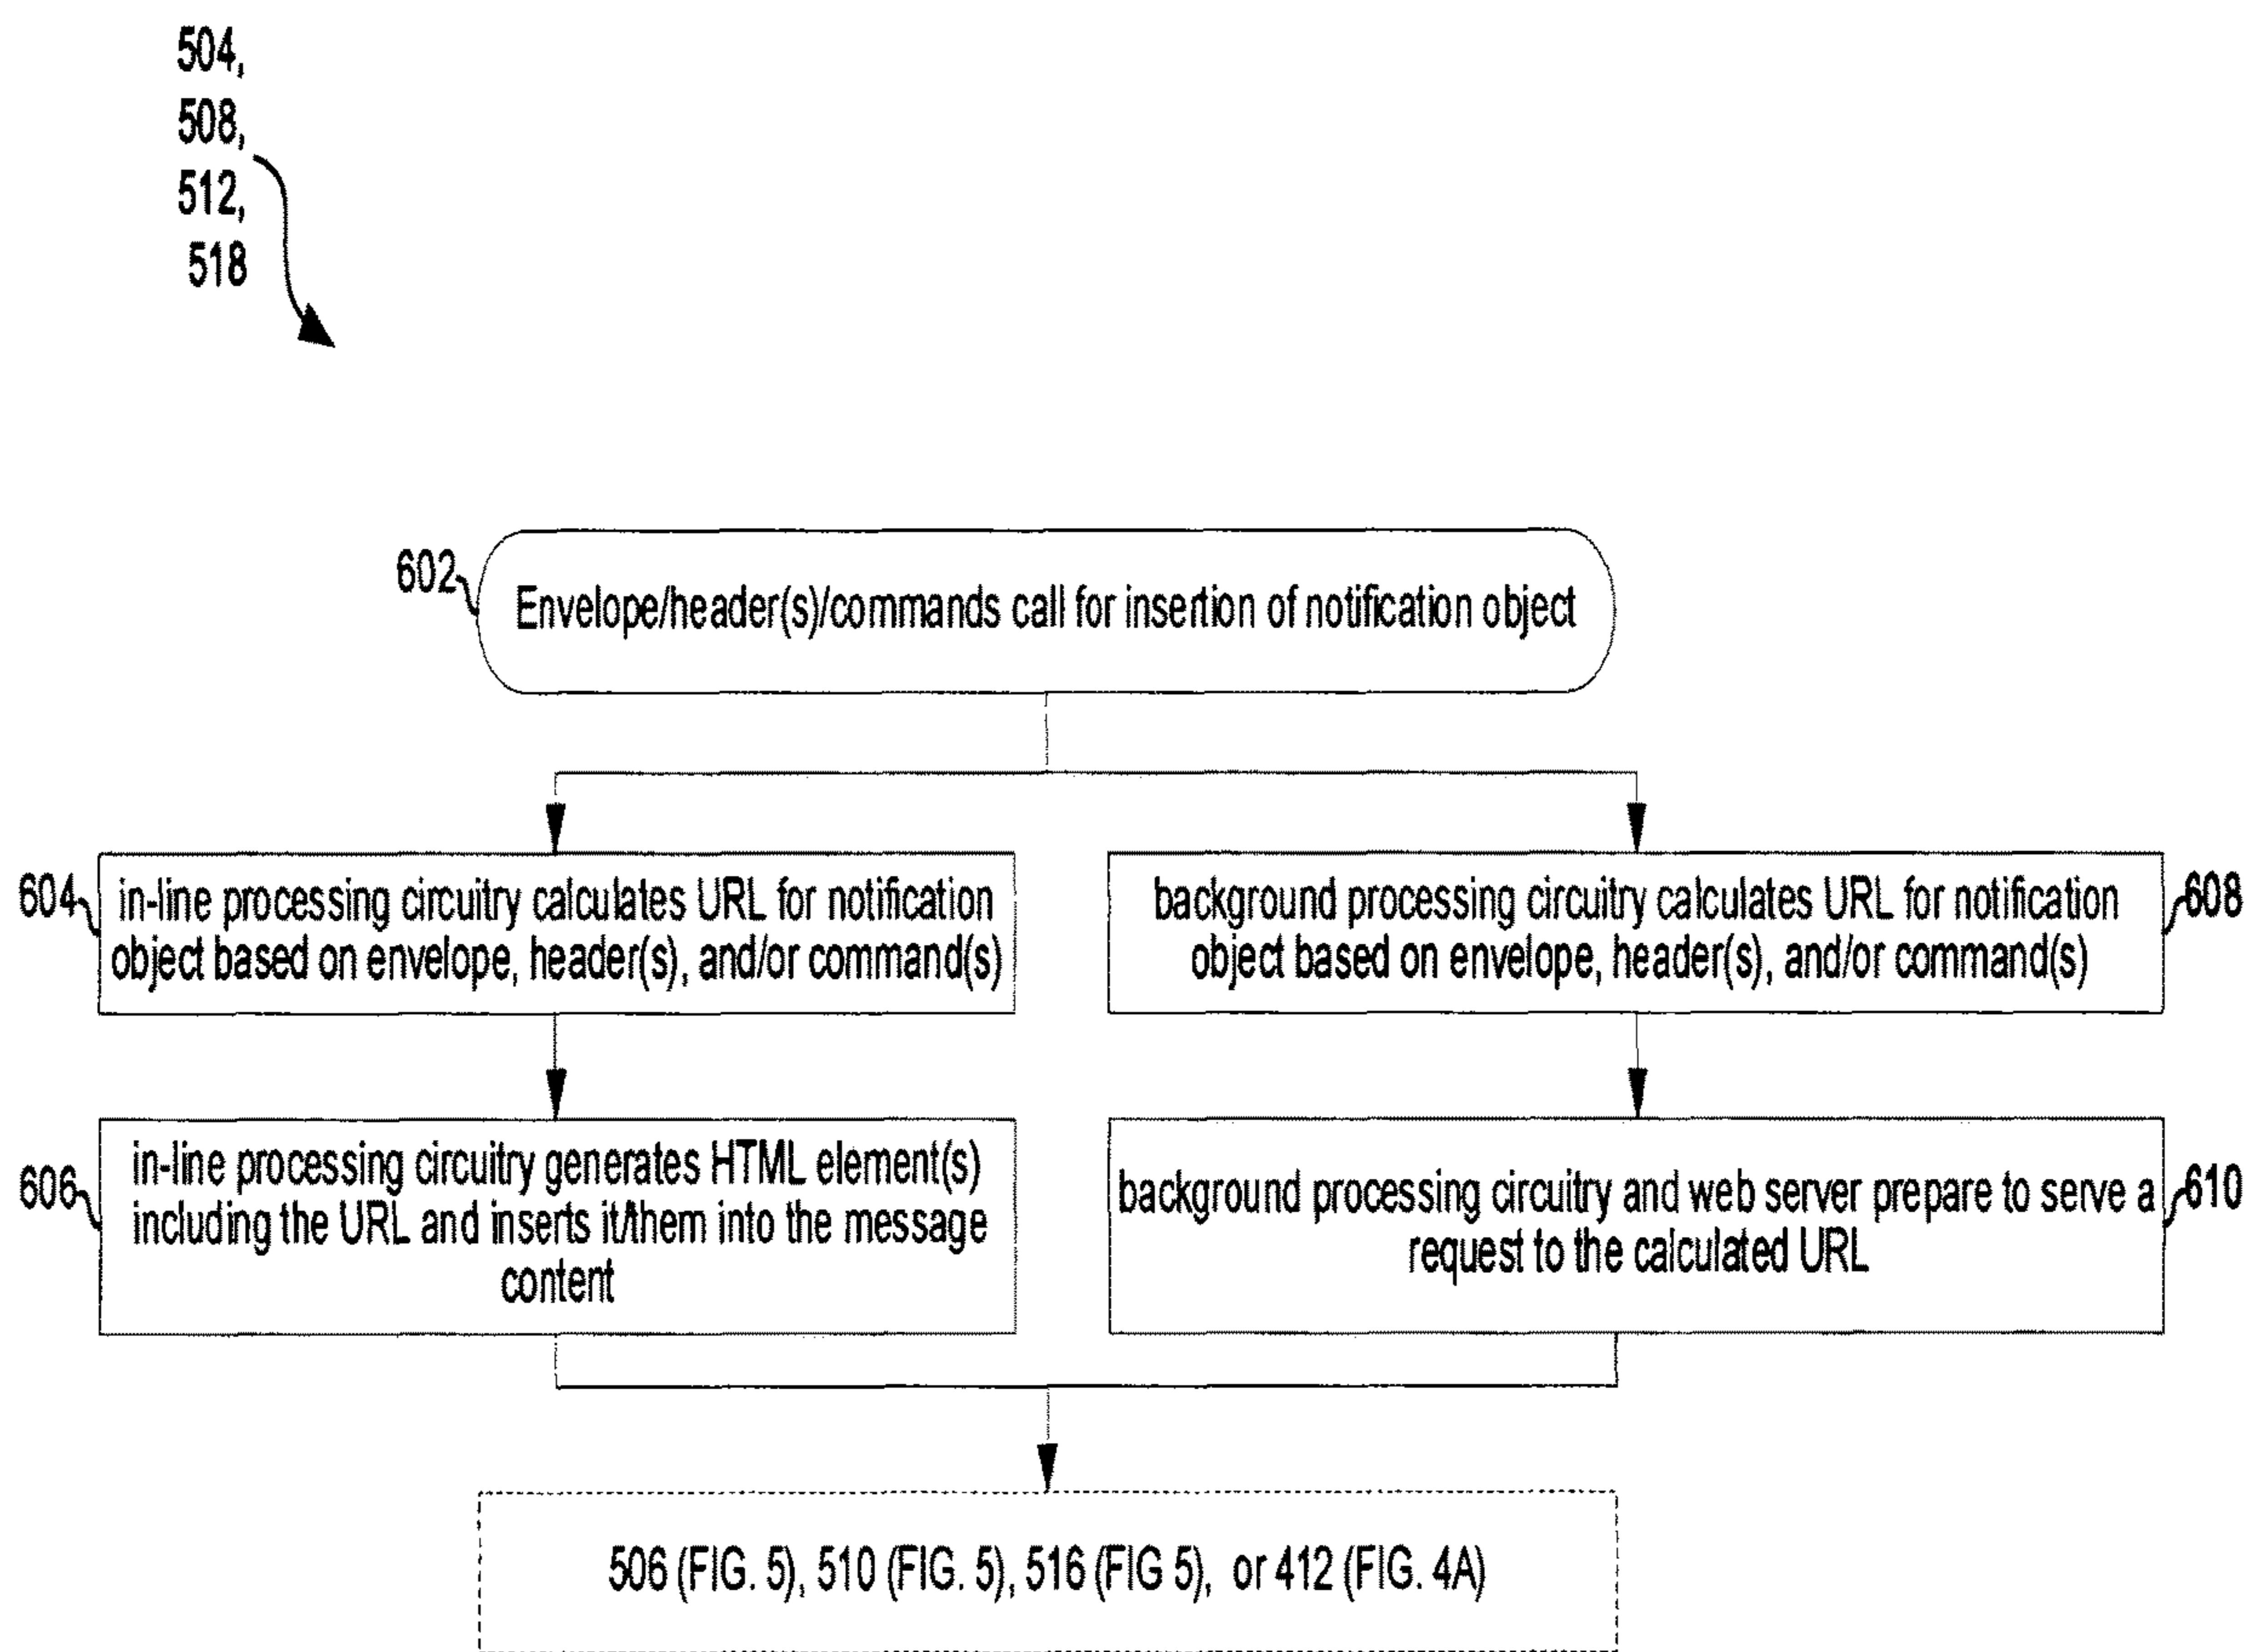 504,
508,
512,
518
602
Envelope/header(s)/commands call for insertion of notification object
604
in-line processing circuitry calculates URL for notification
object based on envelope, header(s), and/or command(s)
background processing circuitry calculates URL for notification
object based on envelope, header(s), and/or command(s)
608
606
in-line processing circuitry generates HTML element(s)
including the URL and inserts it/them into the message
content
background processing circuitry and web server prepare to serve a
request to the calculated URL
610
506 (FIG. 5), 510 (FIG. 5), 516 (FIG 5), or 412 (FIG. 4A)